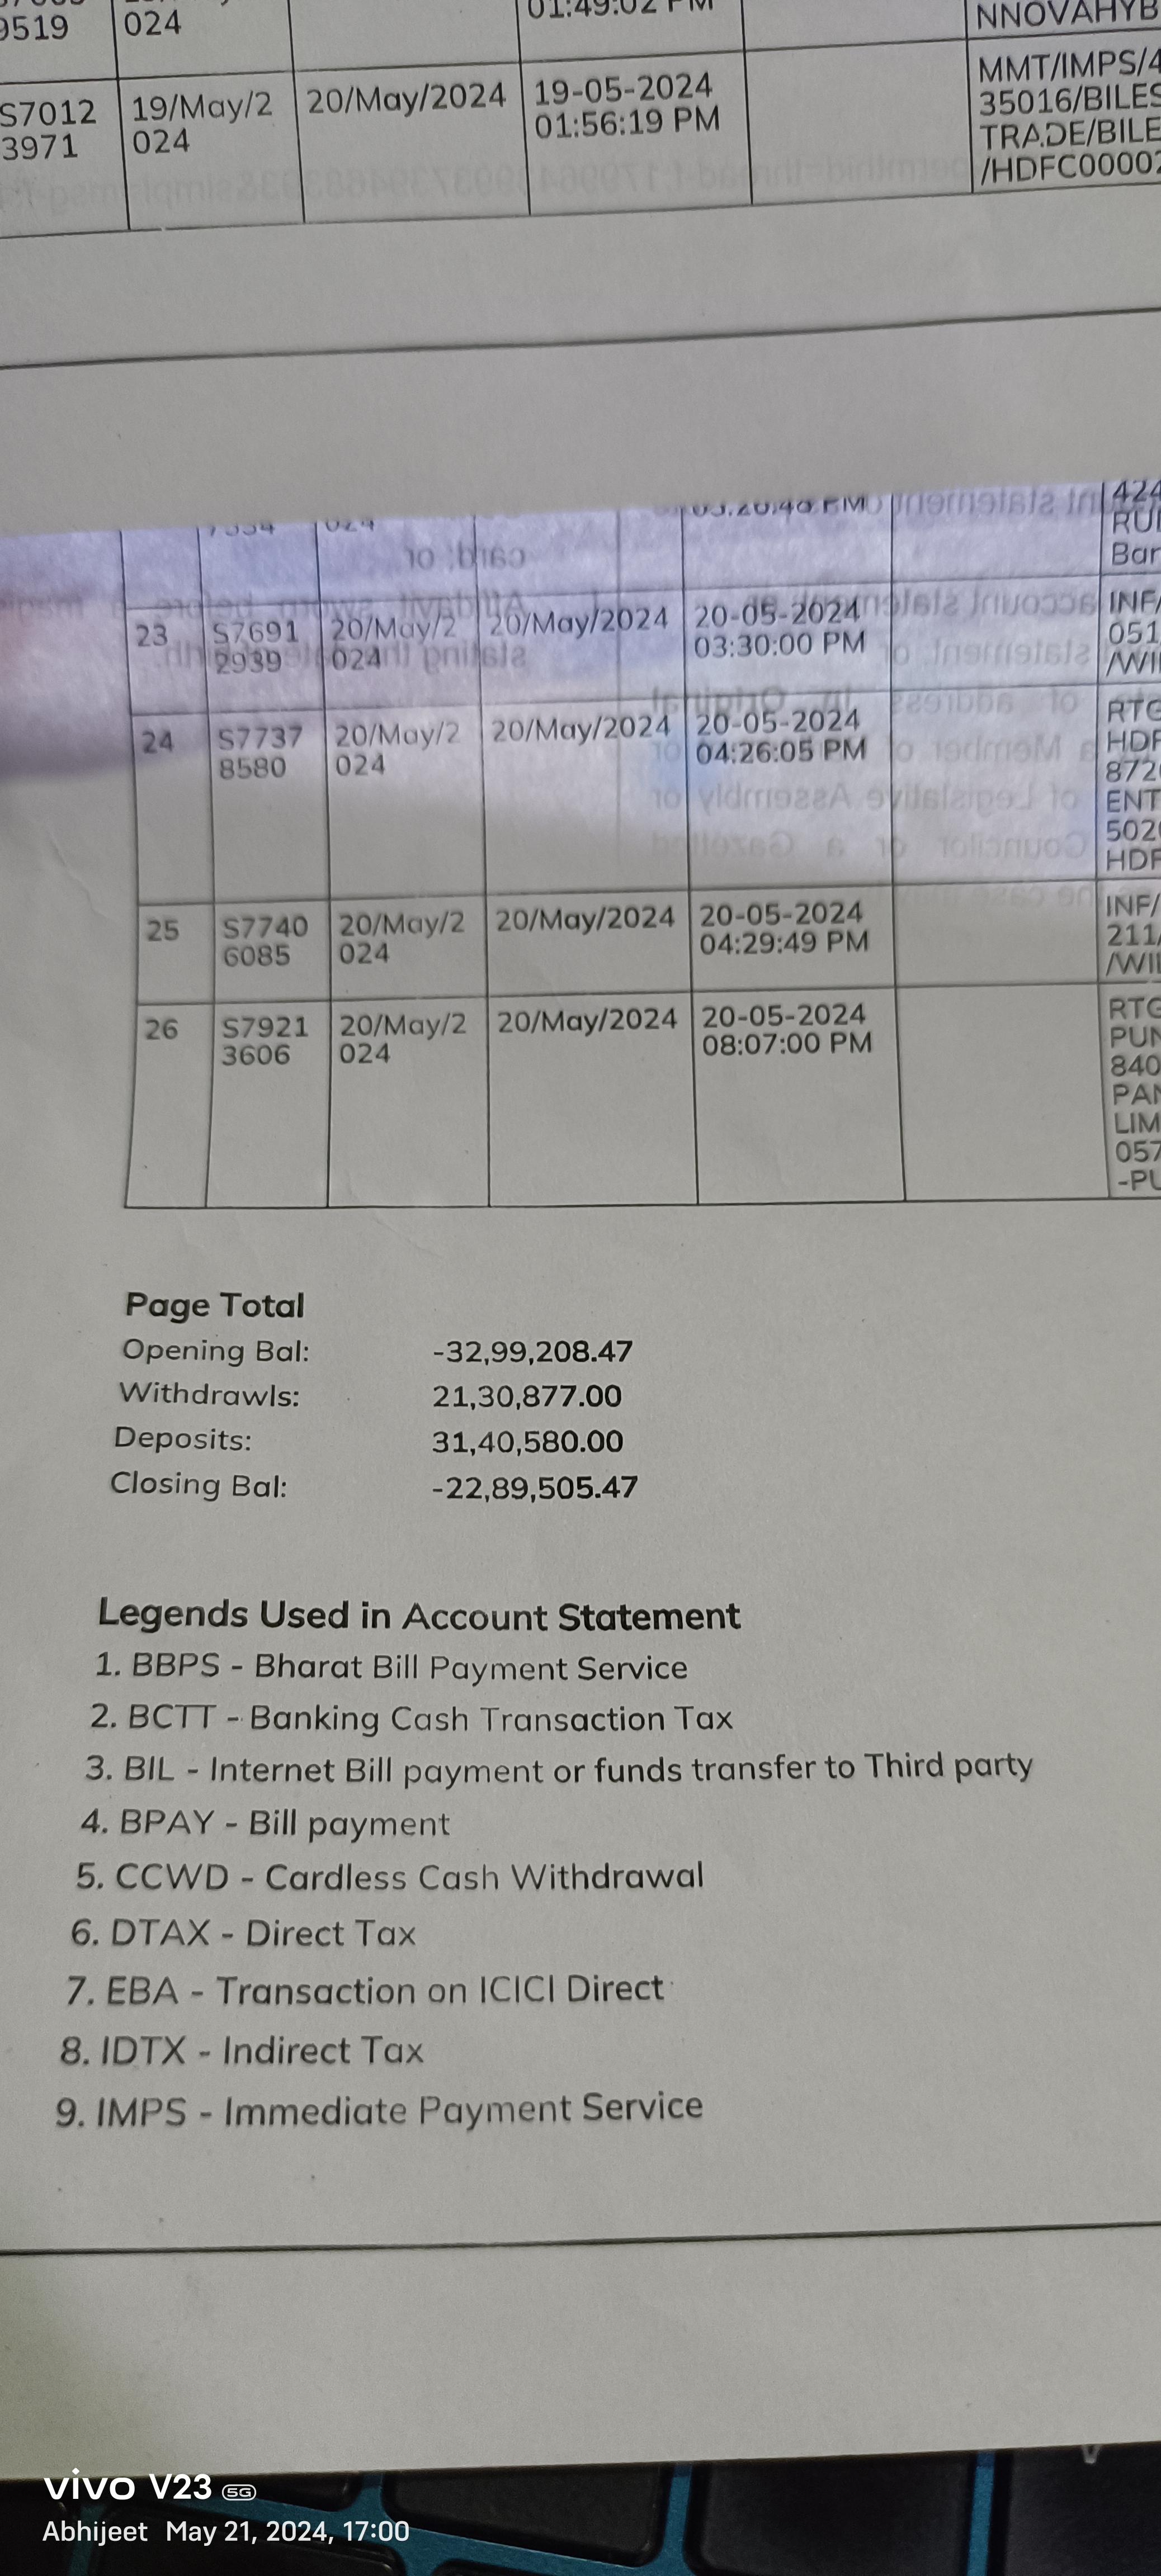 9519 024 01:49:02 PM NNOVAHYB
S7012 19/May/2 20/May/2024 19-05-2024 MMT/IMPS/4
3971 024 01:56:19 PM 35016/BILES
TRADE/BILE
/HDFC0000
424
RU
Bar
card; or
23 S7691 20/May/2 20/May/2024 20-05-2024 INF/
2939 024 03:30:00 PM 051
/WI
24 S7737 20/May/2 20/May/2024 20-05-2024 RTG
8580 024 04:26:05 PM HDF
872
ENT
502
HDF
of Legislative Assembly or
Councillor or a Gazetted
25 S7740 20/May/2 20/May/2024 20-05-2024 INF/
6085 024 04:29:49 PM 211/
/WI
26 S7921 20/May/2 20/May/2024 20-05-2024 RTG
3606 024 08:07:00 PM PUN
840
PAN
LIM
057
-PU
Page Total
Opening Bal: -32,99,208.47
Withdrawls: 21,30,877.00
Deposits: 31,40,580.00
Closing Bal: -22,89,505.47
Legends Used in Account Statement
1. BBPS - Bharat Bill Payment Service
2. BCTT - Banking Cash Transaction Tax
3. BIL - Internet Bill payment or funds transfer to Third party
4. BPAY - Bill payment
5. CCWD - Cardless Cash Withdrawal
6. DTAX - Direct Tax
7. EBA - Transaction on ICICI Direct
8. IDTX - Indirect Tax
9. IMPS - Immediate Payment Service
V
vivo V23 5G
Abhijeet May 21, 2024, 17:00